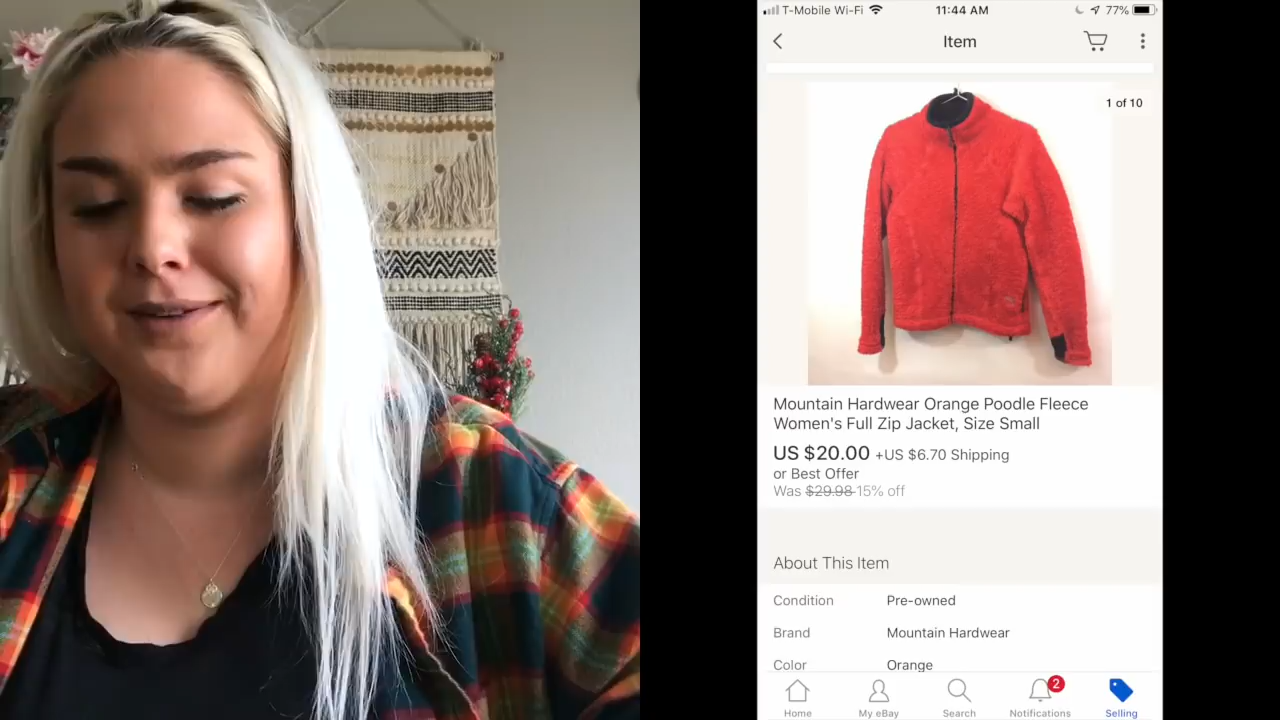 T-Mobile Wi-Fi
11:44 AM
77%
Item
1 of 10
Mountain Hardwear Orange Poodle Fleece
Women's Full Zip Jacket, Size Small
US $20.00 +US $6.70 Shipping
or Best Offer
Was $29.98 15% off
About This Item
Condition Pre-owned
Brand Mountain Hardwear
Color Orange
2
Home My eBay Search Notifications Selling